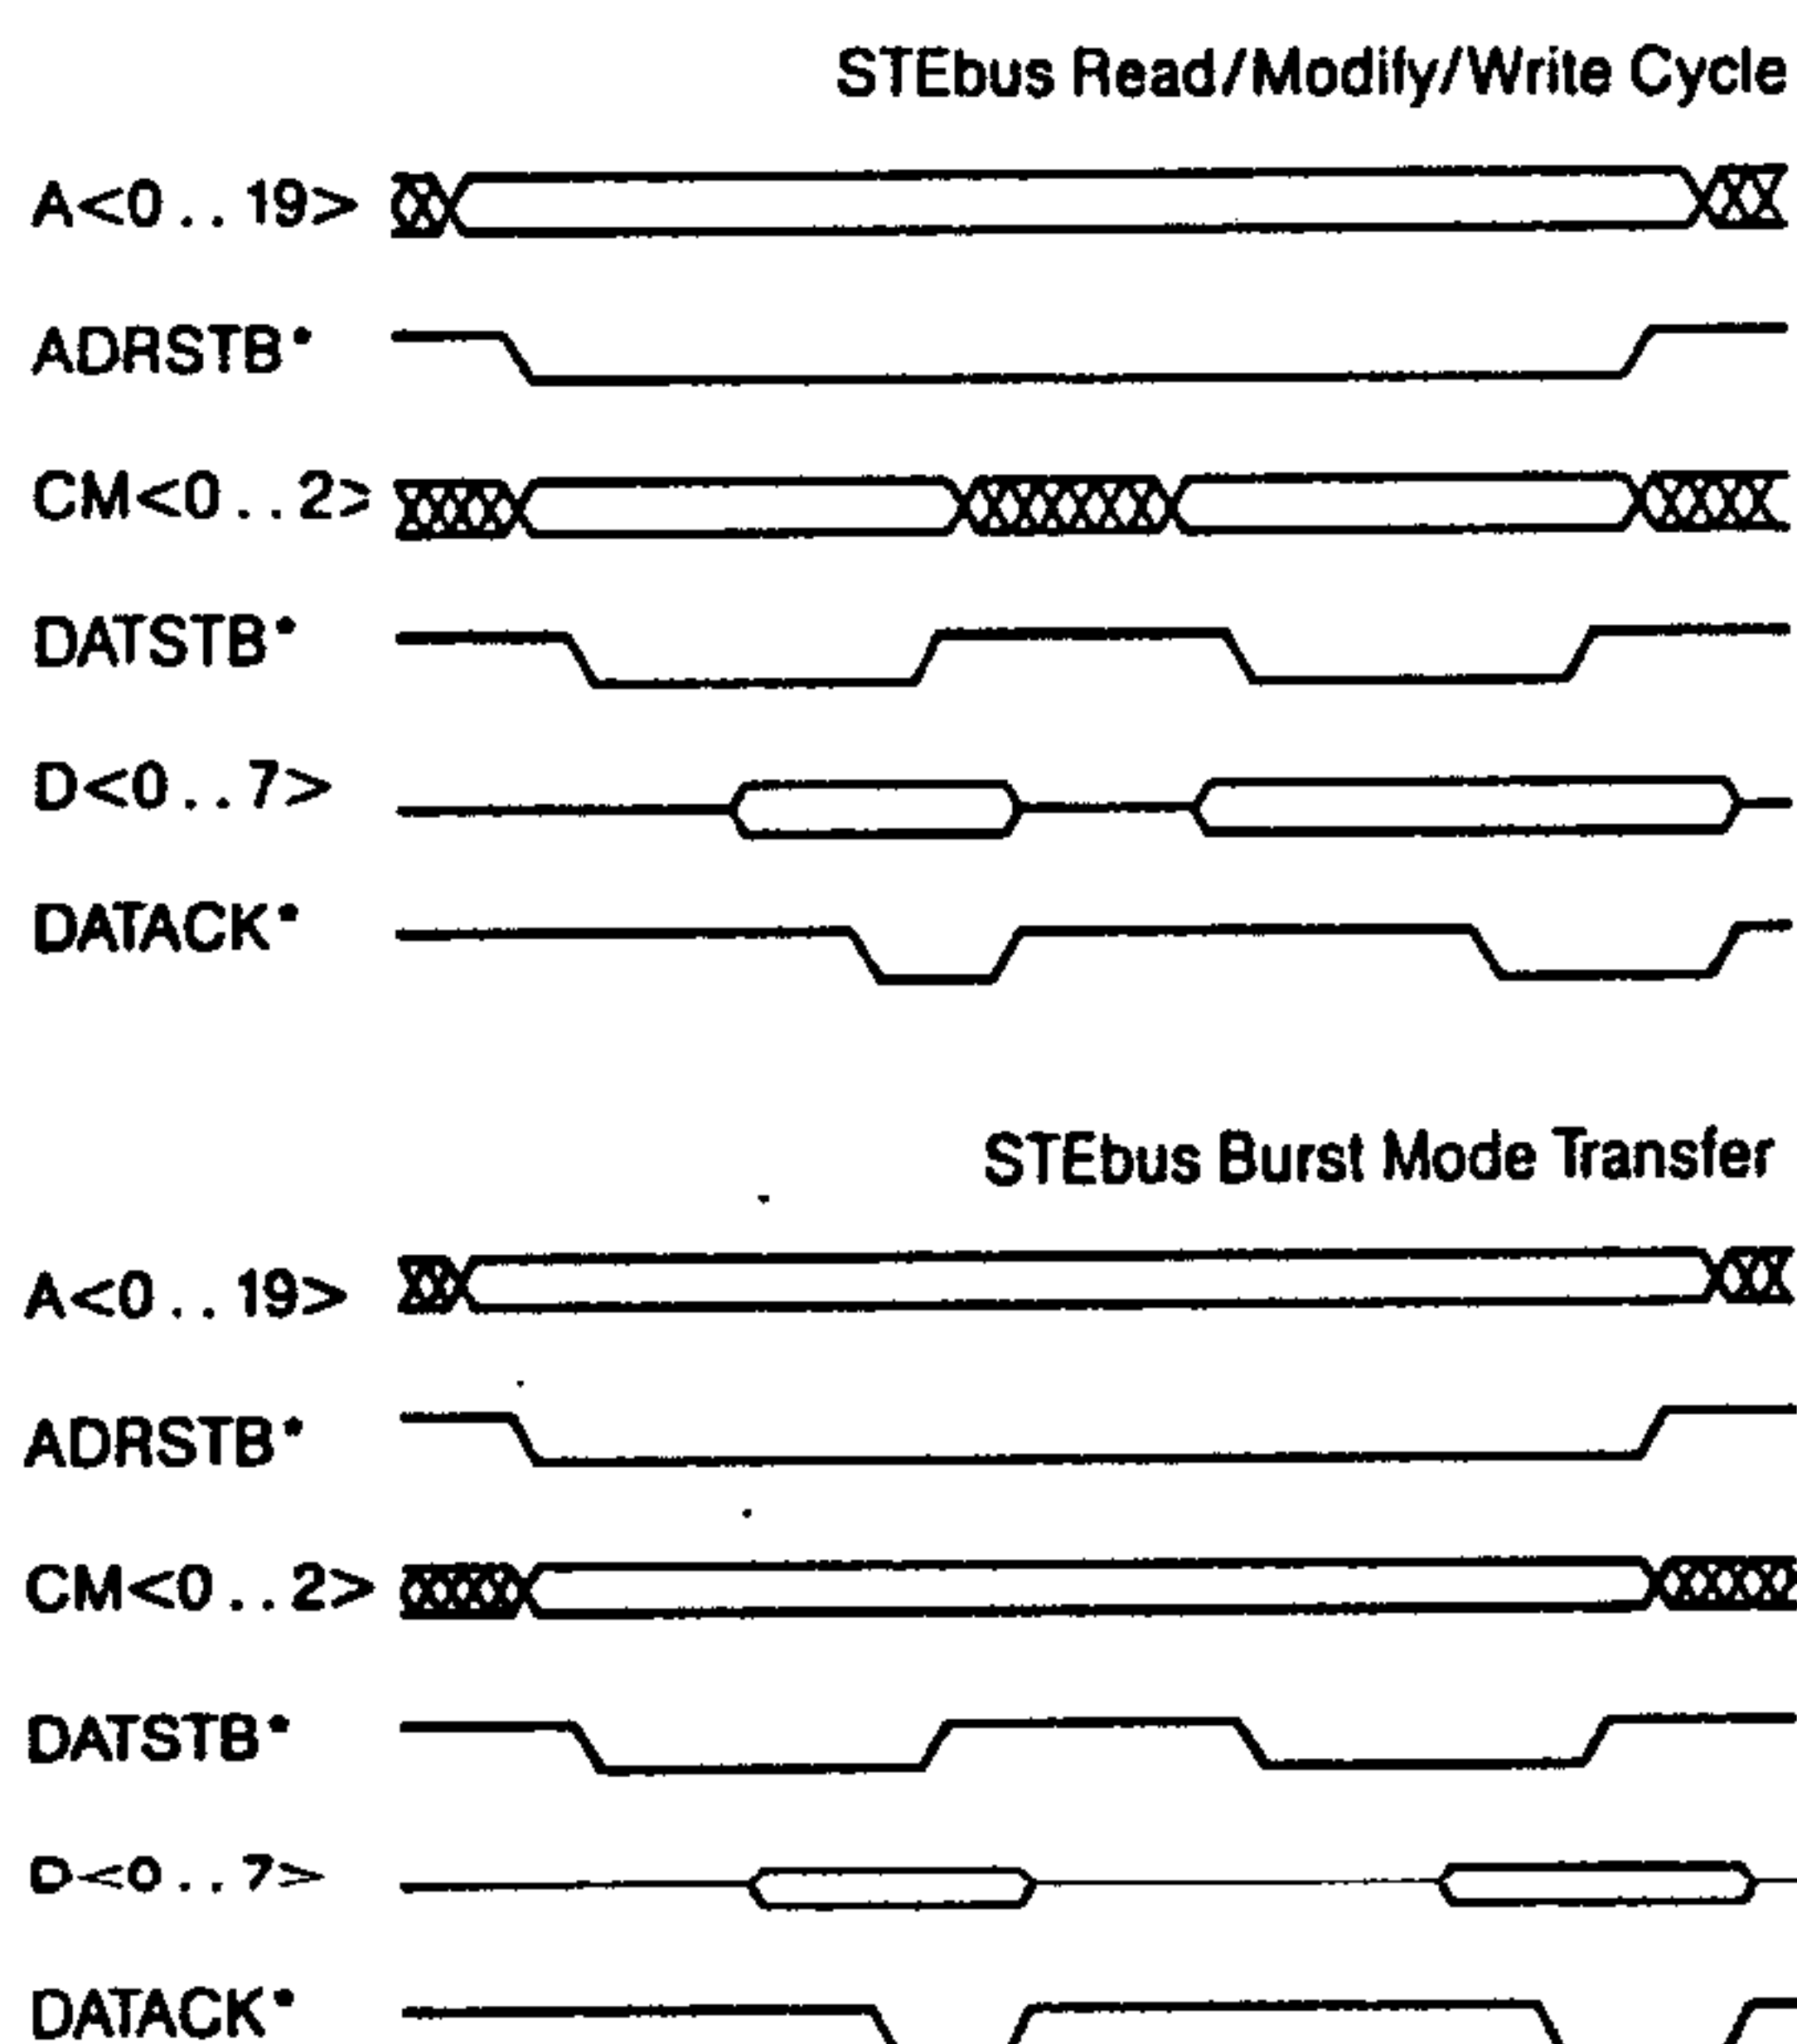 STEbus Read/Modify/Write Cycle
A<0..19>
ADRSTB*
CM<0..2>
DATSTB*
D<0..7>
DATACK*
STEbus Burst Mode Transfer
A<0..19>
ADRSTB*
CM<0..2>
DATSTB*
D<0..7>
DATACK*